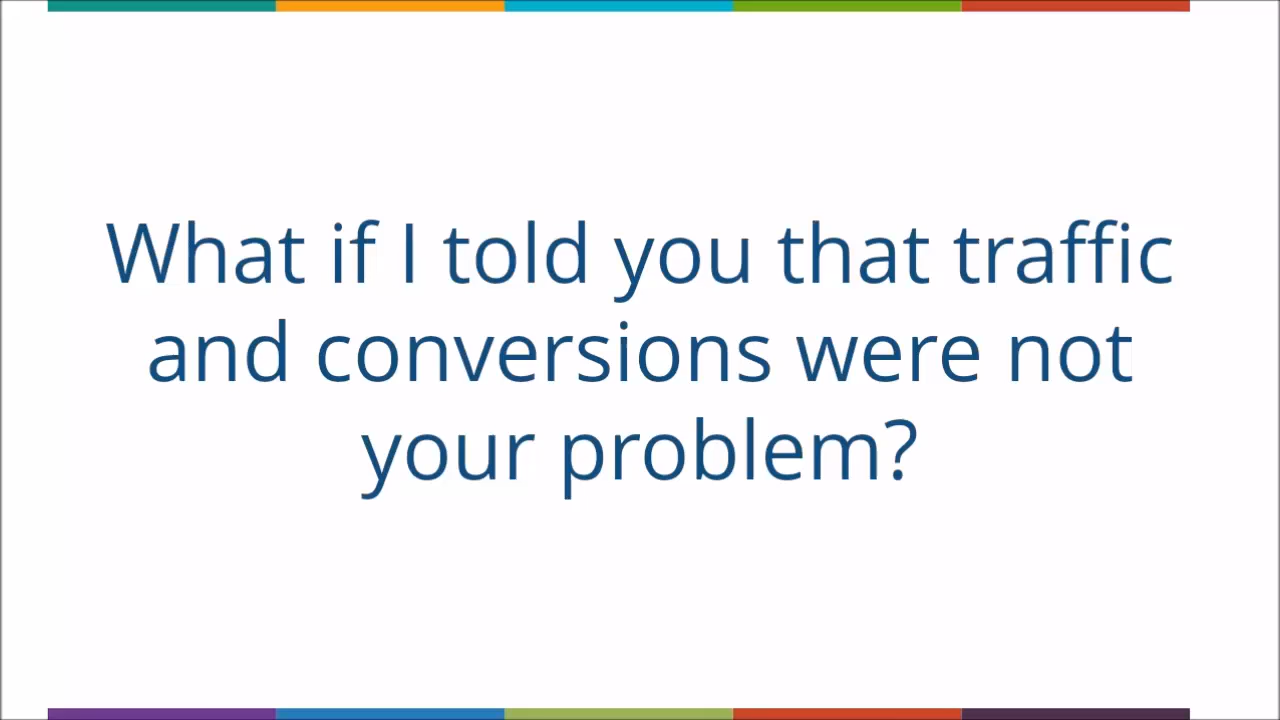 What if I told you that traffic
and conversions were not
your problem?